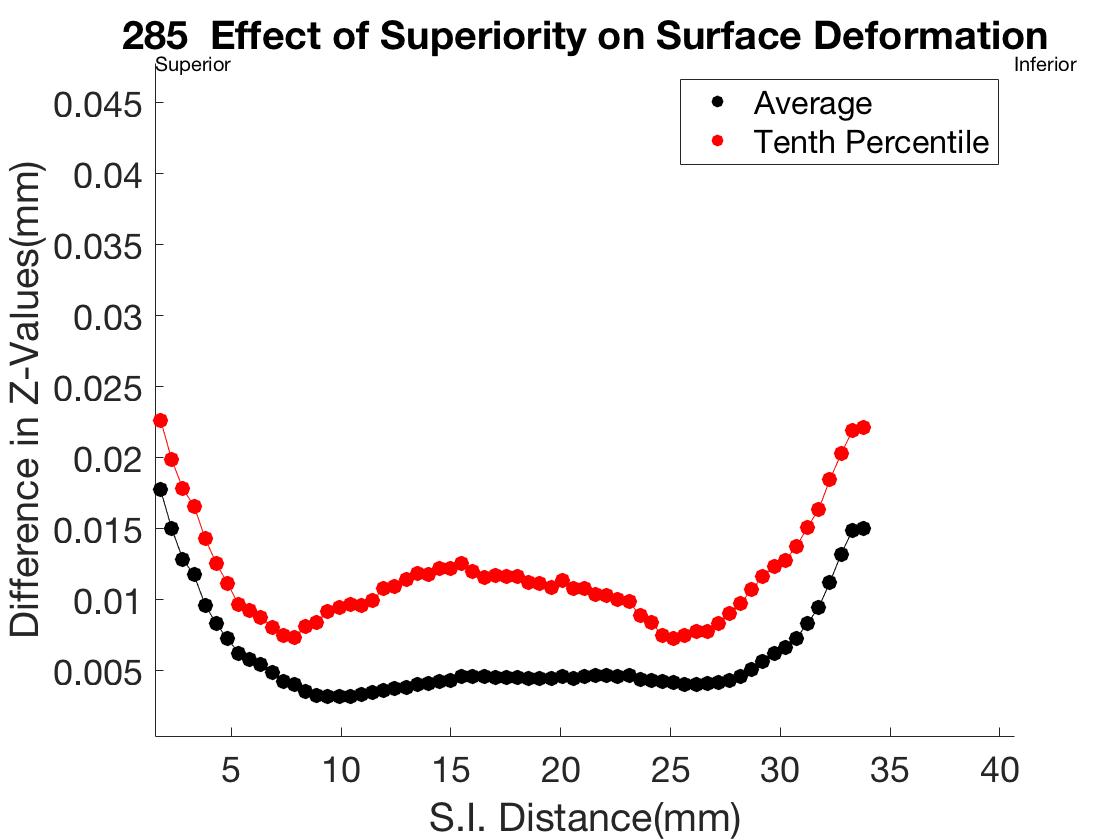 285  Effect of Superiority on Surface Deformation
Superior
Inferior
Average
Tenth Percentile
0.045
0.04
0.035
0.03
0.025
0.02
0.015
0.01
0.005
Difference in Z-Values(mm)
5 10 15 20 25 30 35 40
S.I. Distance(mm)